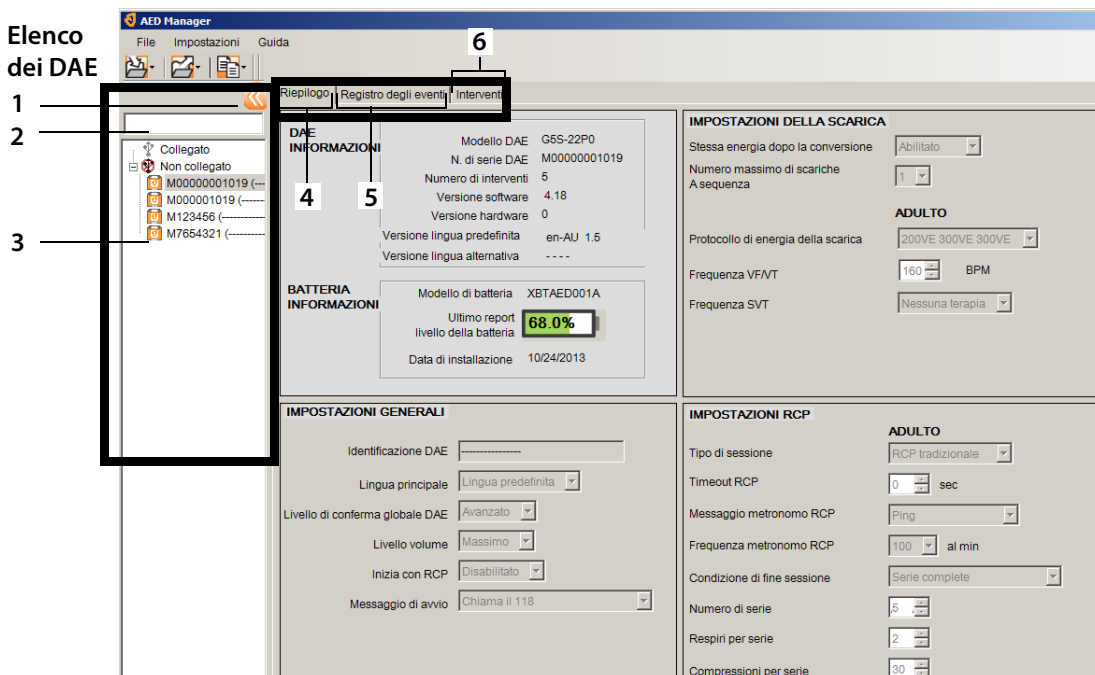 AED Manager
File Impostazioni Guida
Elenco
dei DAE
1
2
3
6
Riepilogo Registro degli eventi Interventi
4
5
Collegato
Non collegato
M00000001019 (---
M000001019 (------
M123456 (-----------
M7654321 (----------
DAE
INFORMAZIONI
Modello DAE G5S-22P0
N. di serie DAE M00000001019
Numero di interventi 5
Versione software 4.18
Versione hardware 0
Versione lingua predefinita en-AU 1.5
Versione lingua alternativa ----
BATTERIA
INFORMAZIONI
Modello di batteria XBTAED001A
Ultimo report
livello della batteria
68.0%
Data di installazione 10/24/2013
IMPOSTAZIONI DELLA SCARICA
Stessa energia dopo la conversione Abilitato
Numero massimo di scariche
A sequenza
1
ADULTO
Protocollo di energia della scarica 200VE 300VE 300VE
Frequenza VF/VT 160 BPM
Frequenza SVT Nessuna terapia
IMPOSTAZIONI GENERALI
Identificazione DAE ---------------
Lingua principale Lingua predefinita
Livello di conferma globale DAE Avanzato
Livello volume Massimo
Inizia con RCP Disabilitato
Messaggio di avvio Chiama il 118
IMPOSTAZIONI RCP
ADULTO
Tipo di sessione RCP tradizionale
Timeout RCP 0 sec
Messaggio metronomo RCP Ping
Frequenza metronomo RCP 100 al min
Condizione di fine sessione Serie complete
Numero di serie 5
Respiri per serie 2
Compressioni per serie 30